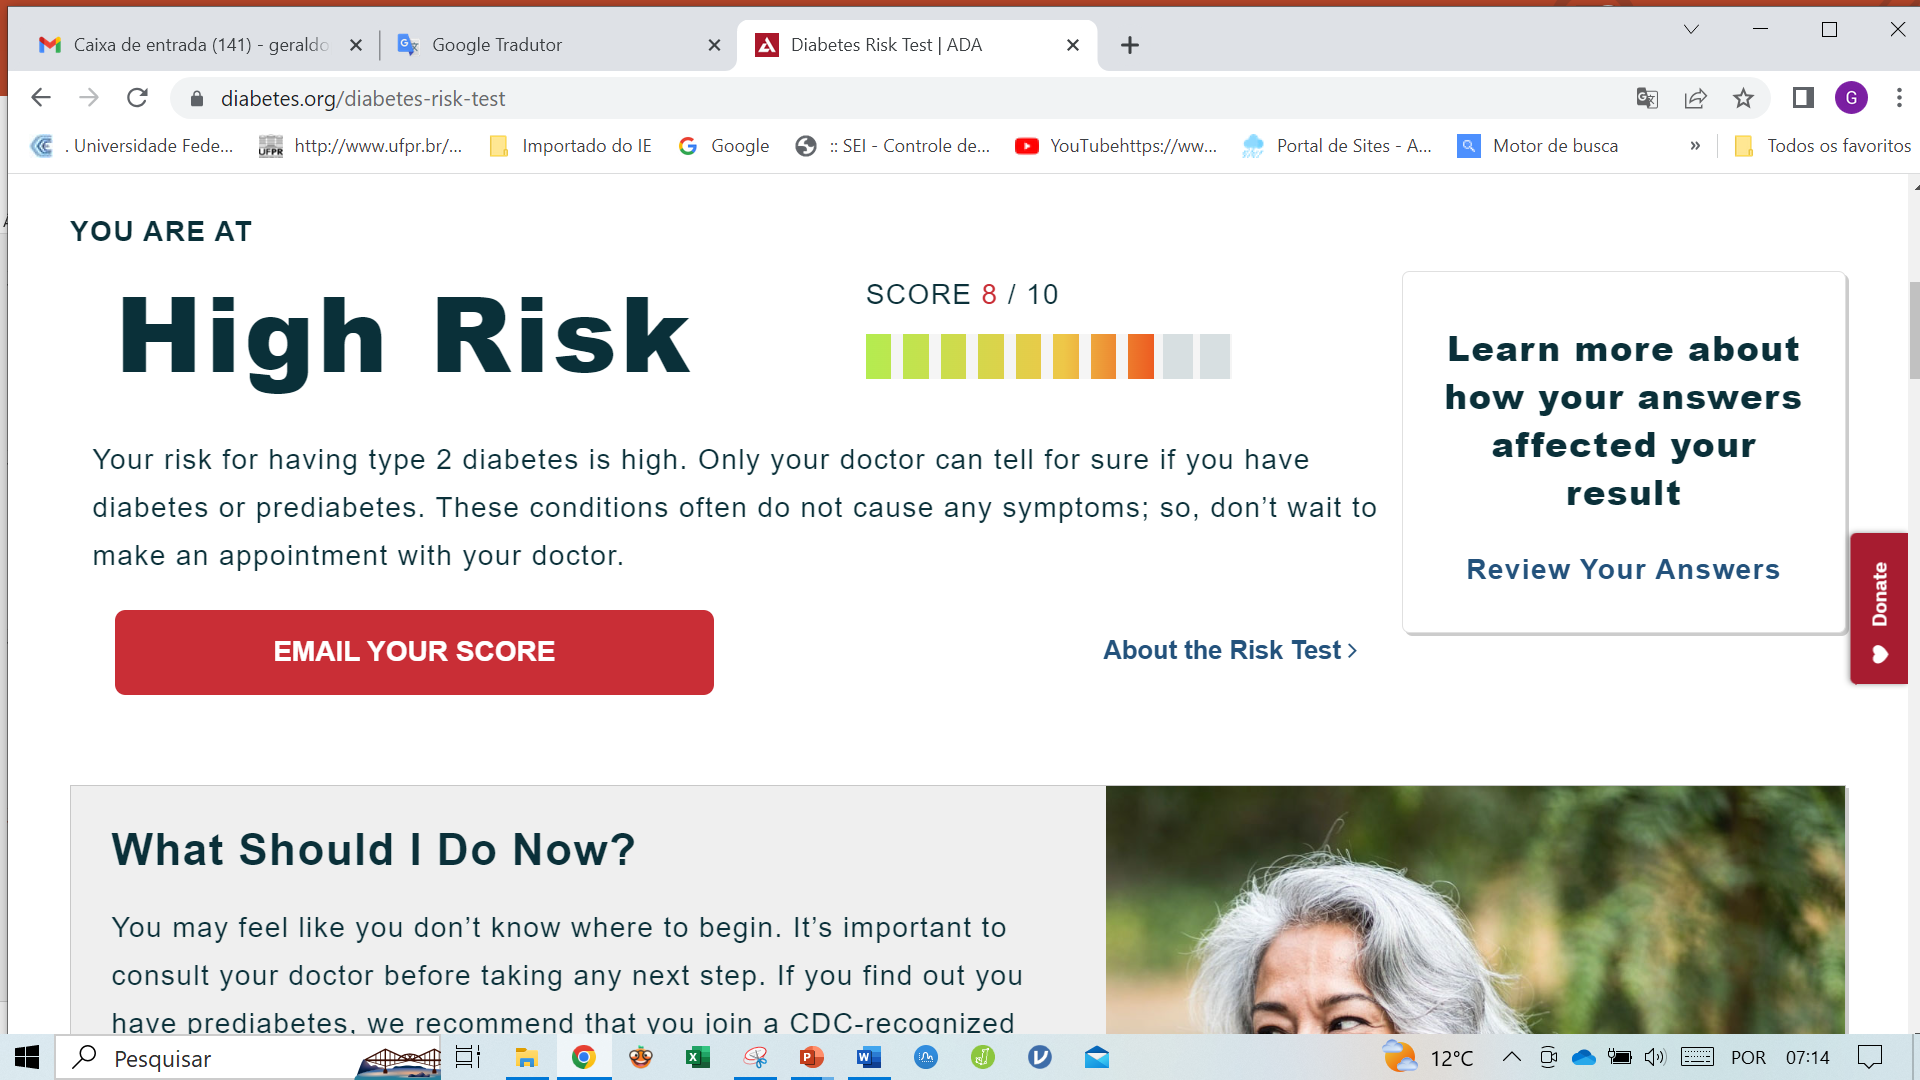 Caixa de entrada (141) - geraldo
Google Tradutor
Diabetes Risk Test | ADA
diabetes.org/diabetes-risk-test
G
. Universidade Fede...
http://www.ufpr.br/...
Importado do IE
Google
:: SEI - Controle de...
YouTubehttps://ww...
Portal de Sites - A...
Motor de busca
»
Todos os favoritos
YOU ARE AT
High Risk
SCORE 8 / 10
Your risk for having type 2 diabetes is high. Only your doctor can tell for sure if you have
diabetes or prediabetes. These conditions often do not cause any symptoms; so, don’t wait to
make an appointment with your doctor.
EMAIL YOUR SCORE
About the Risk Test >
Learn more about
how your answers
affected your
result
Review Your Answers
Donate
What Should I Do Now?
You may feel like you don’t know where to begin. It’s important to
consult your doctor before taking any next step. If you find out you
have prediabetes, we recommend that you join a CDC-recognized
Pesquisar
12°C
POR
07:14